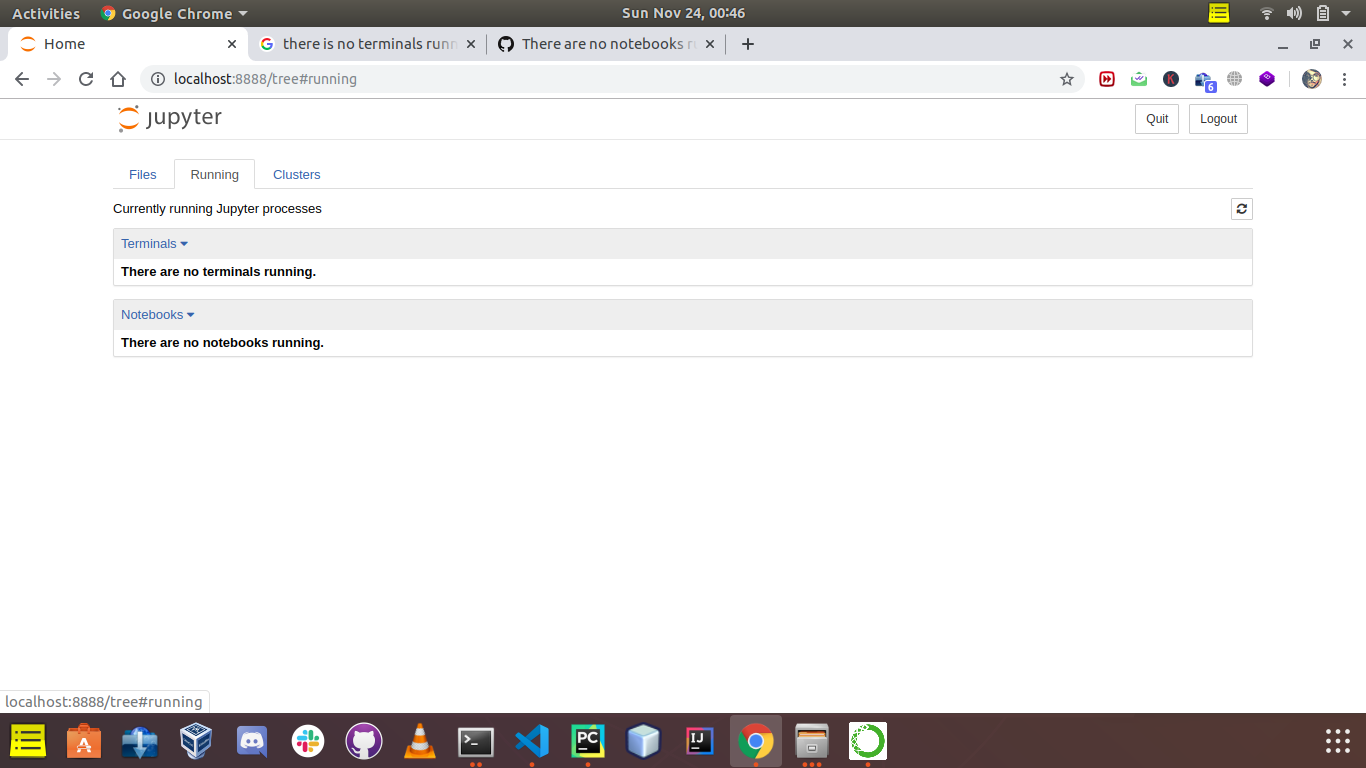 Activities Google Chrome Sun Nov 24, 00:46
Home there is no terminals runn There are no notebooks r
localhost:8888/tree#running 6
jupyter Quit Logout
Files Running Clusters
Currently running Jupyter processes
Terminals
There are no terminals running.
Notebooks
There are no notebooks running.
localhost:8888/tree#running